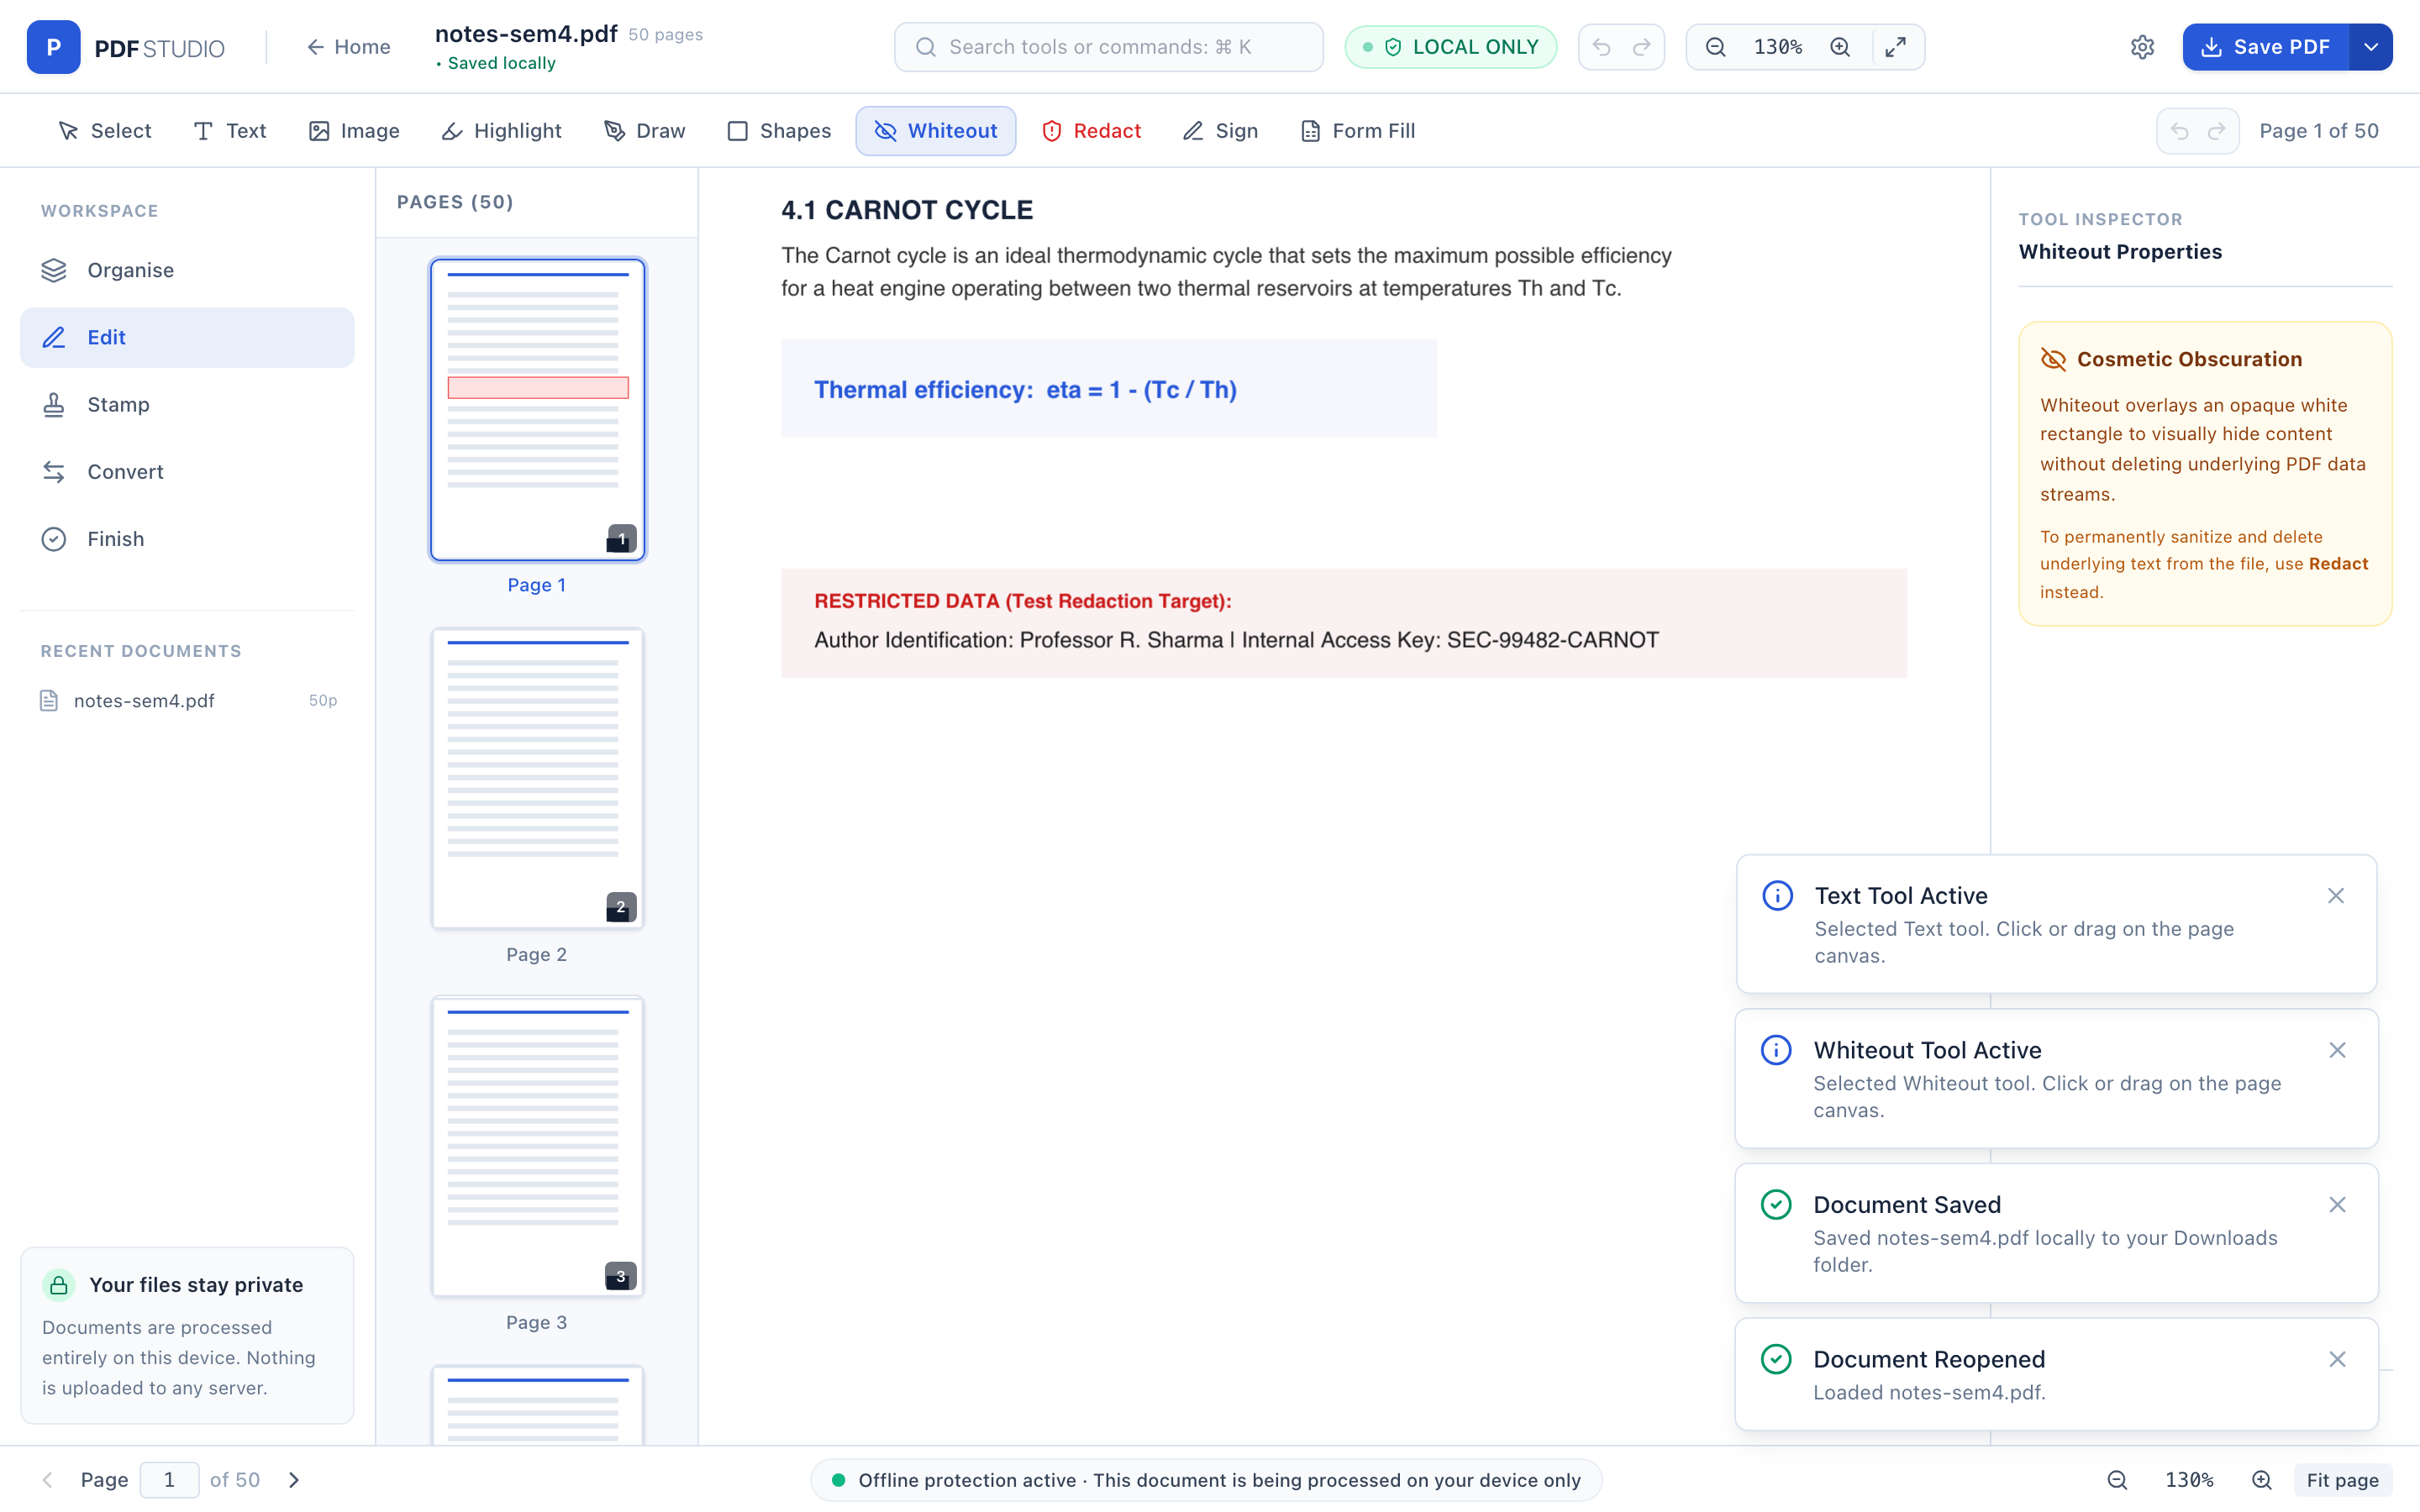 P PDF STUDIO
Home
notes-sem4.pdf 50 pages
• Saved locally
Search tools or commands: ⌘ K
LOCAL ONLY
130%
Save PDF
Select
Text
Image
Highlight
Draw
Shapes
Whiteout
Redact
Sign
Form Fill
Page 1 of 50
WORKSPACE
Organise
Edit
Stamp
Convert
Finish
RECENT DOCUMENTS
notes-sem4.pdf 50p
Your files stay private
Documents are processed
entirely on this device. Nothing
is uploaded to any server.
PAGES (50)
1
Page 1
2
Page 2
3
Page 3
4.1 CARNOT CYCLE
The Carnot cycle is an ideal thermodynamic cycle that sets the maximum possible efficiency
for a heat engine operating between two thermal reservoirs at temperatures Th and Tc.
Thermal efficiency: eta = 1 - (Tc / Th)
RESTRICTED DATA (Test Redaction Target):
Author Identification: Professor R. Sharma | Internal Access Key: SEC-99482-CARNOT
TOOL INSPECTOR
Whiteout Properties
Cosmetic Obscuration
Whiteout overlays an opaque white
rectangle to visually hide content
without deleting underlying PDF data
streams.
To permanently sanitize and delete
underlying text from the file, use Redact
instead.
Text Tool Active
Selected Text tool. Click or drag on the page
canvas.
Whiteout Tool Active
Selected Whiteout tool. Click or drag on the page
canvas.
Document Saved
Saved notes-sem4.pdf locally to your Downloads
folder.
Document Reopened
Loaded notes-sem4.pdf.
Page 1 of 50
Offline protection active · This document is being processed on your device only
130%
Fit page